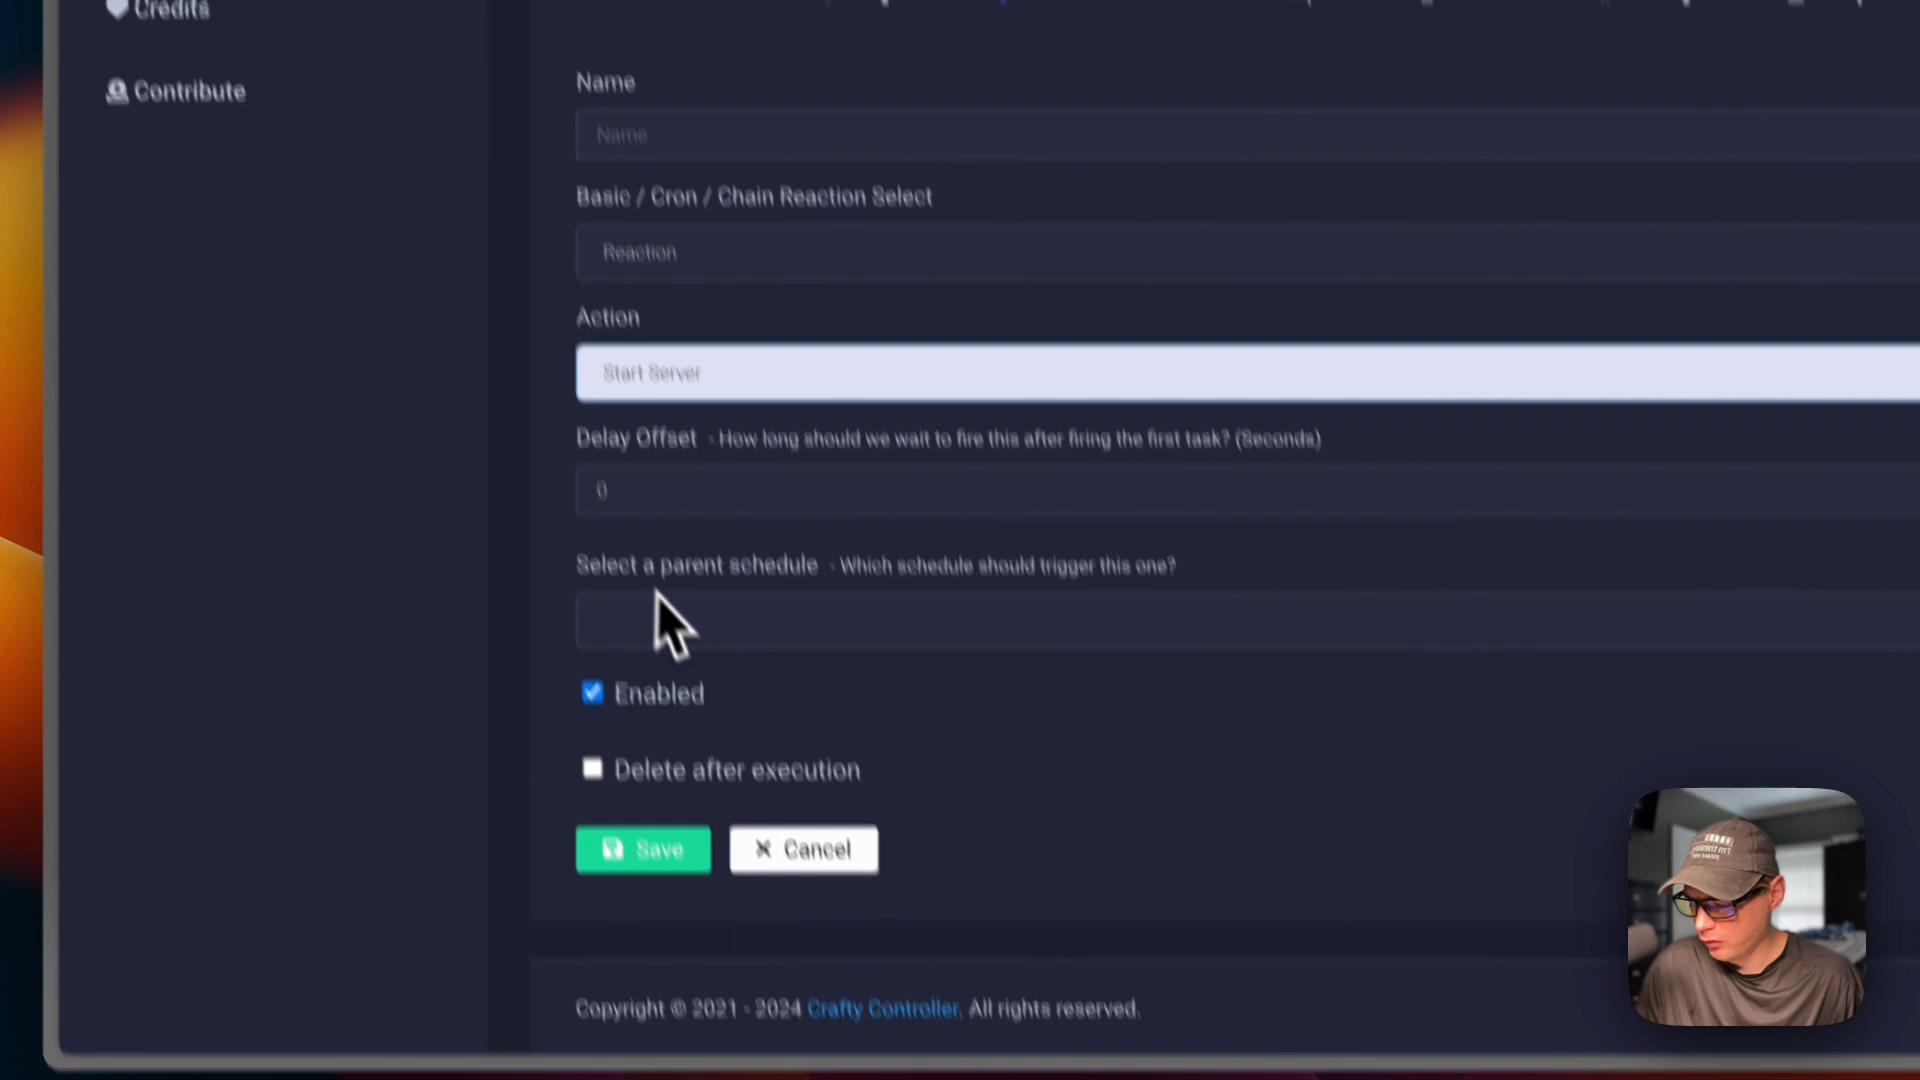 Credits
Contribute
Name
Name
Basic / Cron / Chain Reaction Select
Reaction
Action
Start Server
Delay Offset - How long should we wait to fire this after firing the first task? (Seconds)
0
Select a parent schedule - Which schedule should trigger this one?
Enabled
Delete after execution
Save
Cancel
Copyright © 2021 - 2024 Crafty Controller. All rights reserved.